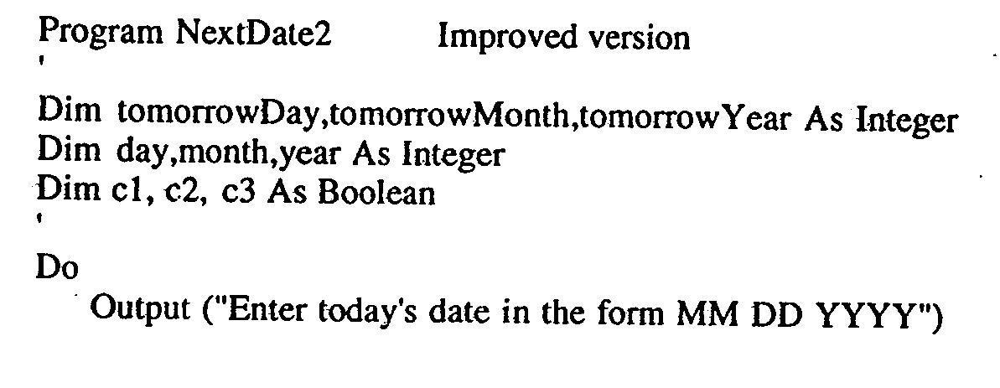 Program NextDate2 Improved version
'
Dim tomorrowDay,tomorrowMonth,tomorrowYear As Integer
Dim day,month,year As Integer
Dim c1, c2, c3 As Boolean
'
Do
Output ("Enter today's date in the form MM DD YYYY")